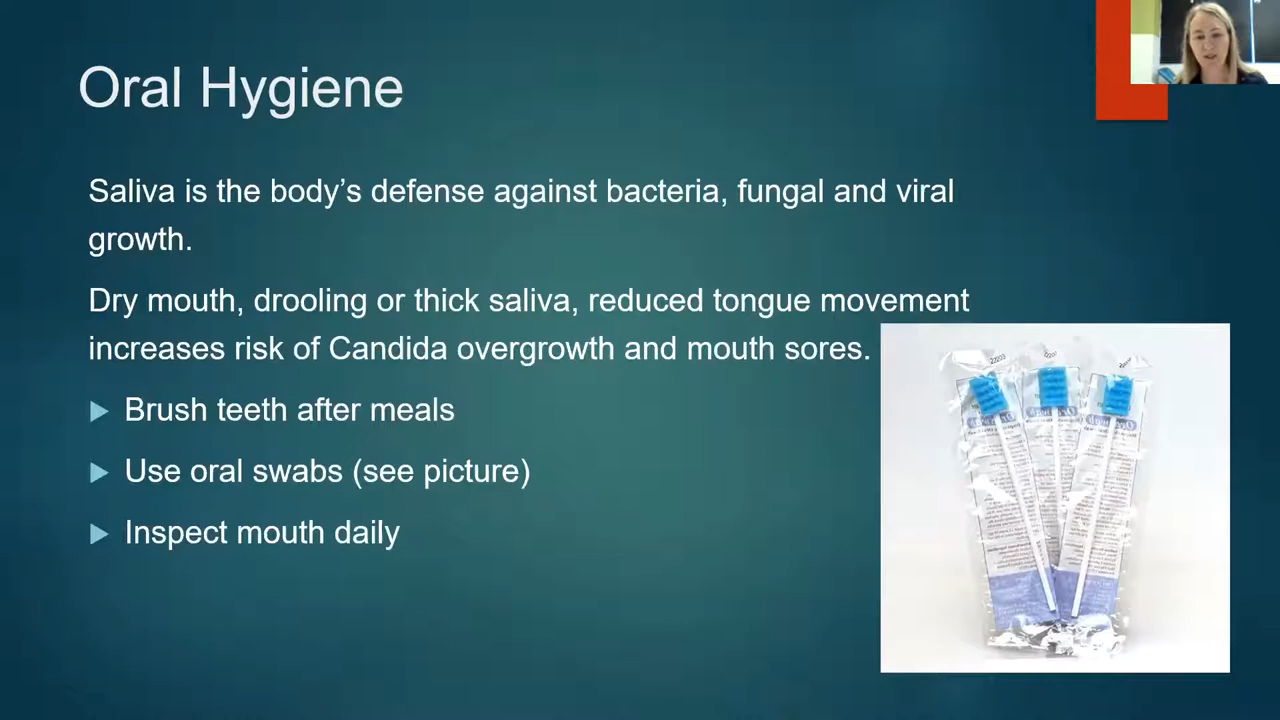 Oral Hygiene
Saliva is the body’s defense against bacteria, fungal and viral
growth.
Dry mouth, drooling or thick saliva, reduced tongue movement
increases risk of Candida overgrowth and mouth sores.
Brush teeth after meals
Use oral swabs (see picture)
Inspect mouth daily